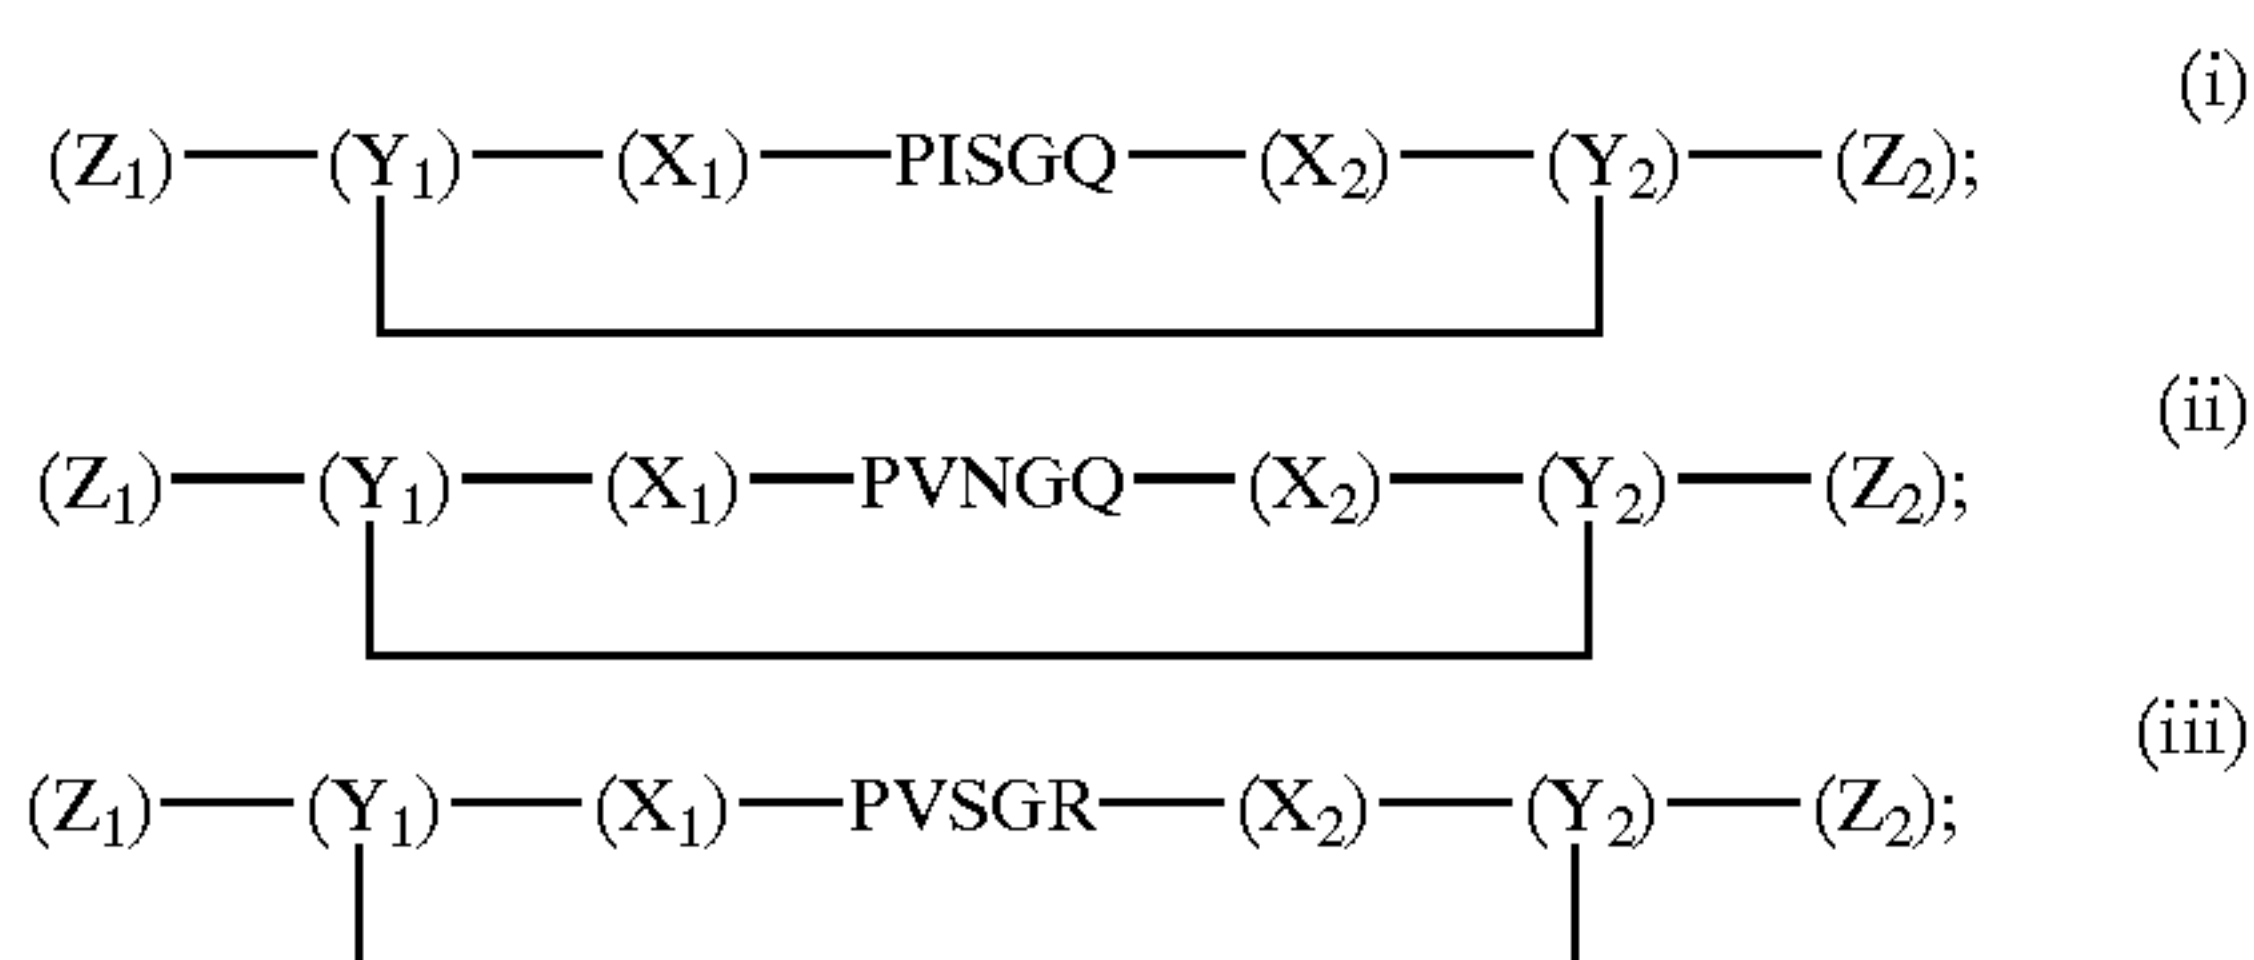 (i)
(Z₁)—(Y₁)—(X₁)—PISGQ—(X₂)—(Y₂)—(Z₂);
(ii)
(Z₁)—(Y₁)—(X₁)—PVNGQ—(X₂)—(Y₂)—(Z₂);
(iii)
(Z₁)—(Y₁)—(X₁)—PVSGR—(X₂)—(Y₂)—(Z₂);